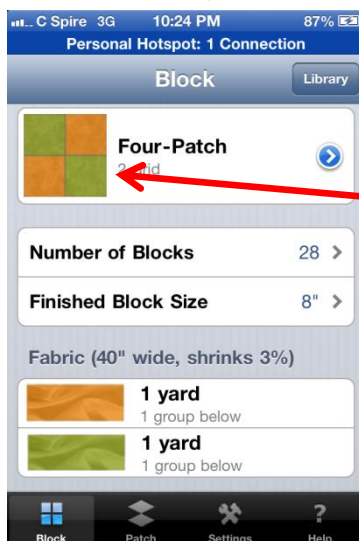 C Spire 3G 10:24 PM 87%
Personal Hotspot: 1 Connection
Block Library
Four-Patch
2 grid
Number of Blocks 28
Finished Block Size 8"
Fabric (40" wide, shrinks 3%)
1 yard
1 group below
1 yard
1 group below
Block Patch Settings Help